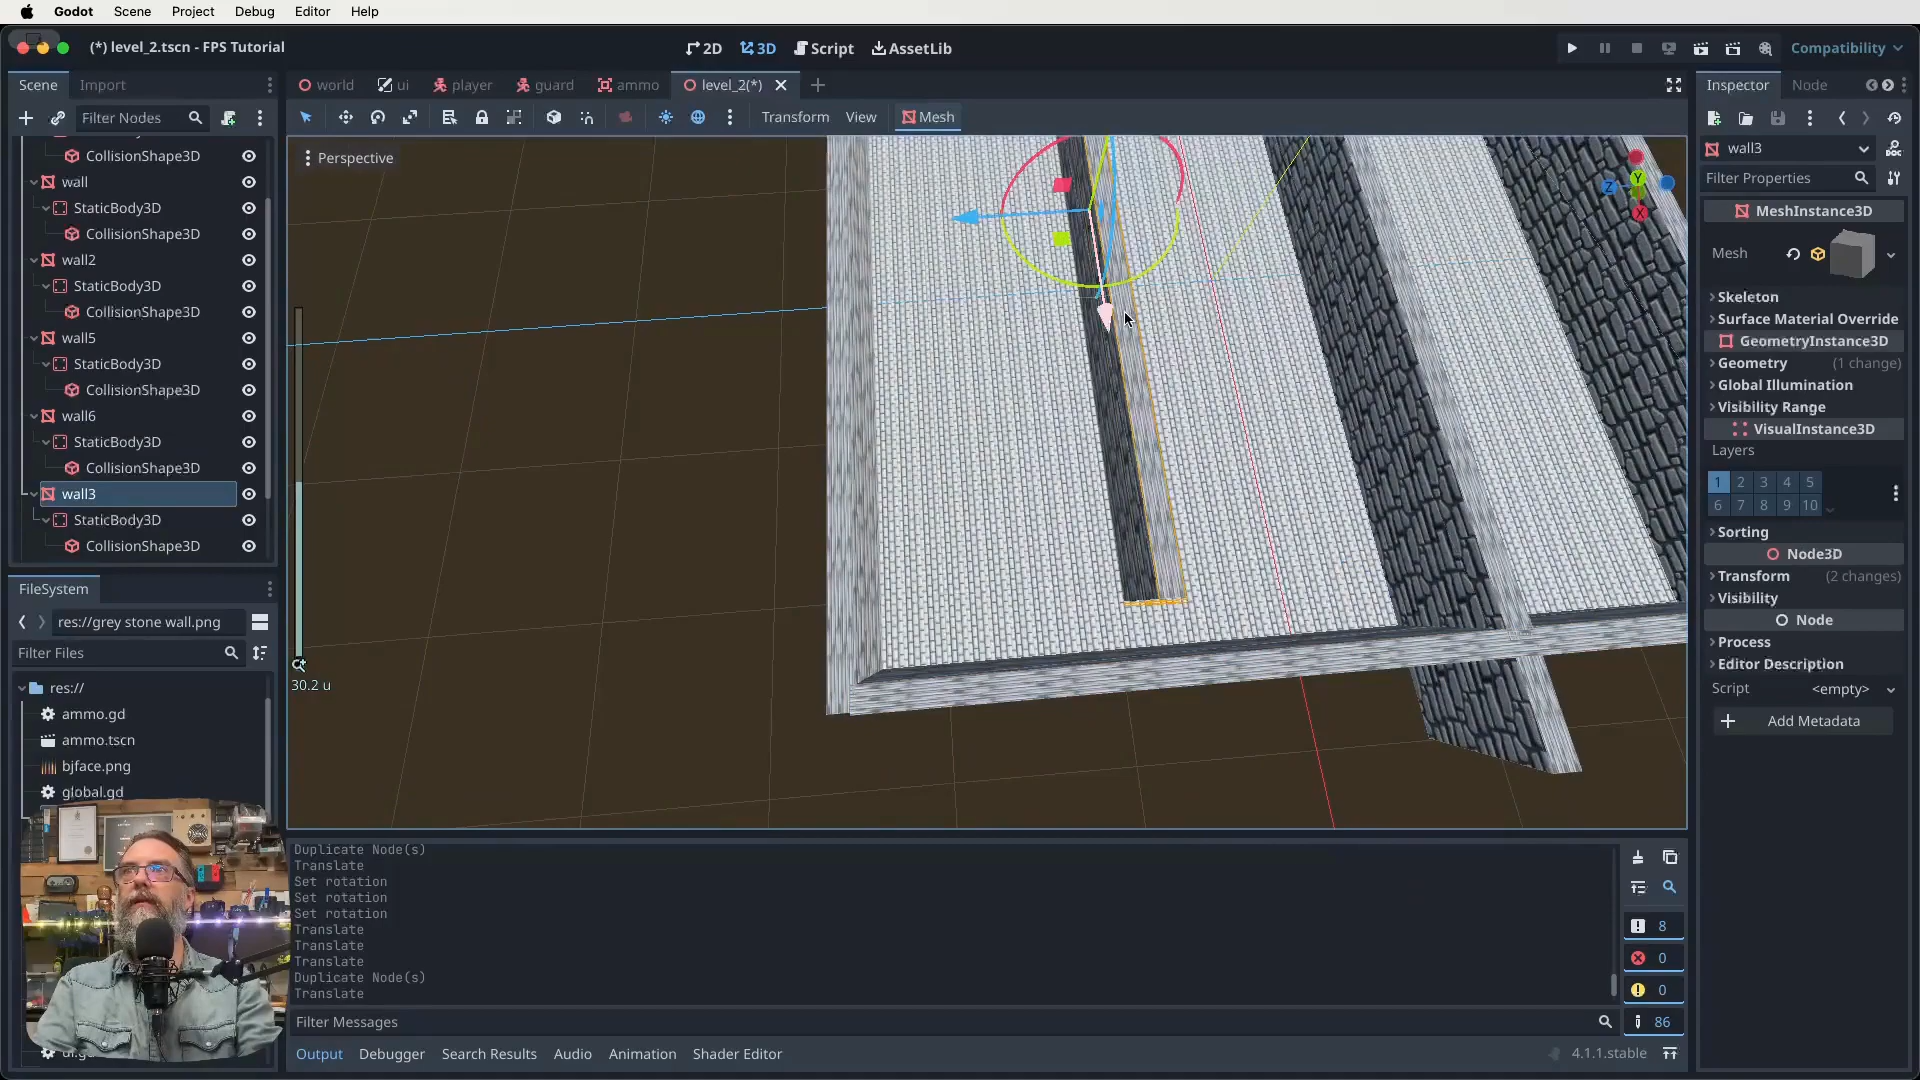 Godot Scene Project Debug Editor Help
(*) level_2.tscn - FPS Tutorial
2D 3D Script AssetLib
Compatibility
Scene Import
world ui player guard ammo level_2(*)
Inspector Node
Filter Nodes
Transform View Mesh
Perspective
CollisionShape3D
wall
StaticBody3D
CollisionShape3D
wall2
StaticBody3D
CollisionShape3D
wall5
StaticBody3D
CollisionShape3D
wall6
StaticBody3D
CollisionShape3D
wall3
StaticBody3D
CollisionShape3D
FileSystem
res://grey stone wall.png
Filter Files
res://
ammo.gd
ammo.tscn
bjface.png
global.gd
Z
Y
X
30.2 u
wall3
Filter Properties
MeshInstance3D
Mesh
Skeleton
Surface Material Override
GeometryInstance3D
Geometry (1 change)
Global Illumination
Visibility Range
VisualInstance3D
Layers
1 2 3 4 5
6 7 8 9 10
Sorting
Node3D
Transform (2 changes)
Visibility
Node
Process
Editor Description
Script <empty>
Add Metadata
Duplicate Node(s)
Translate
Set rotation
Set rotation
Set rotation
Translate
Translate
Translate
Duplicate Node(s)
Translate
8
0
0
86
Filter Messages
Output Debugger Search Results Audio Animation Shader Editor
4.1.1.stable